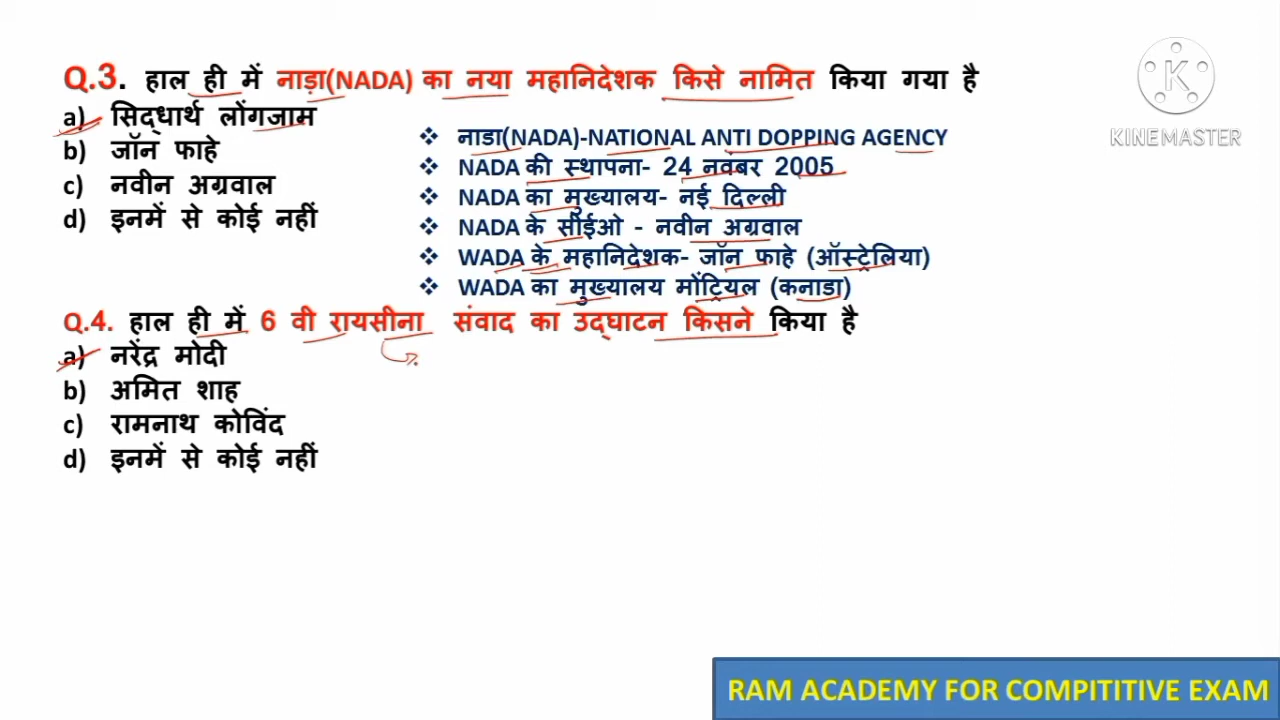 Q.3. हाल ही में नाड़ा(NADA) का नया महानिदेशक किसे नामित किया गया है
a) सिद्धार्थ लोंगजाम
b) जॉन फाहे
c) नवीन अग्रवाल
d) इनमें से कोई नहीं
❖ नाडा(NADA)-NATIONAL ANTI DOPPING AGENCY
❖ NADA की स्थापना- 24 नवंबर 2005
❖ NADA का मुख्यालय- नई दिल्ली
❖ NADA के सीईओ - नवीन अग्रवाल
❖ WADA के महानिदेशक- जॉन फाहे (ऑस्ट्रेलिया)
❖ WADA का मुख्यालय मोंट्रियल (कनाडा)
Q.4. हाल ही में 6 वी रायसीना संवाद का उद्घाटन किसने किया है
a) नरेंद्र मोदी
b) अमित शाह
c) रामनाथ कोविंद
d) इनमें से कोई नहीं
K
KINEMASTER
RAM ACADEMY FOR COMPITITIVE EXAM